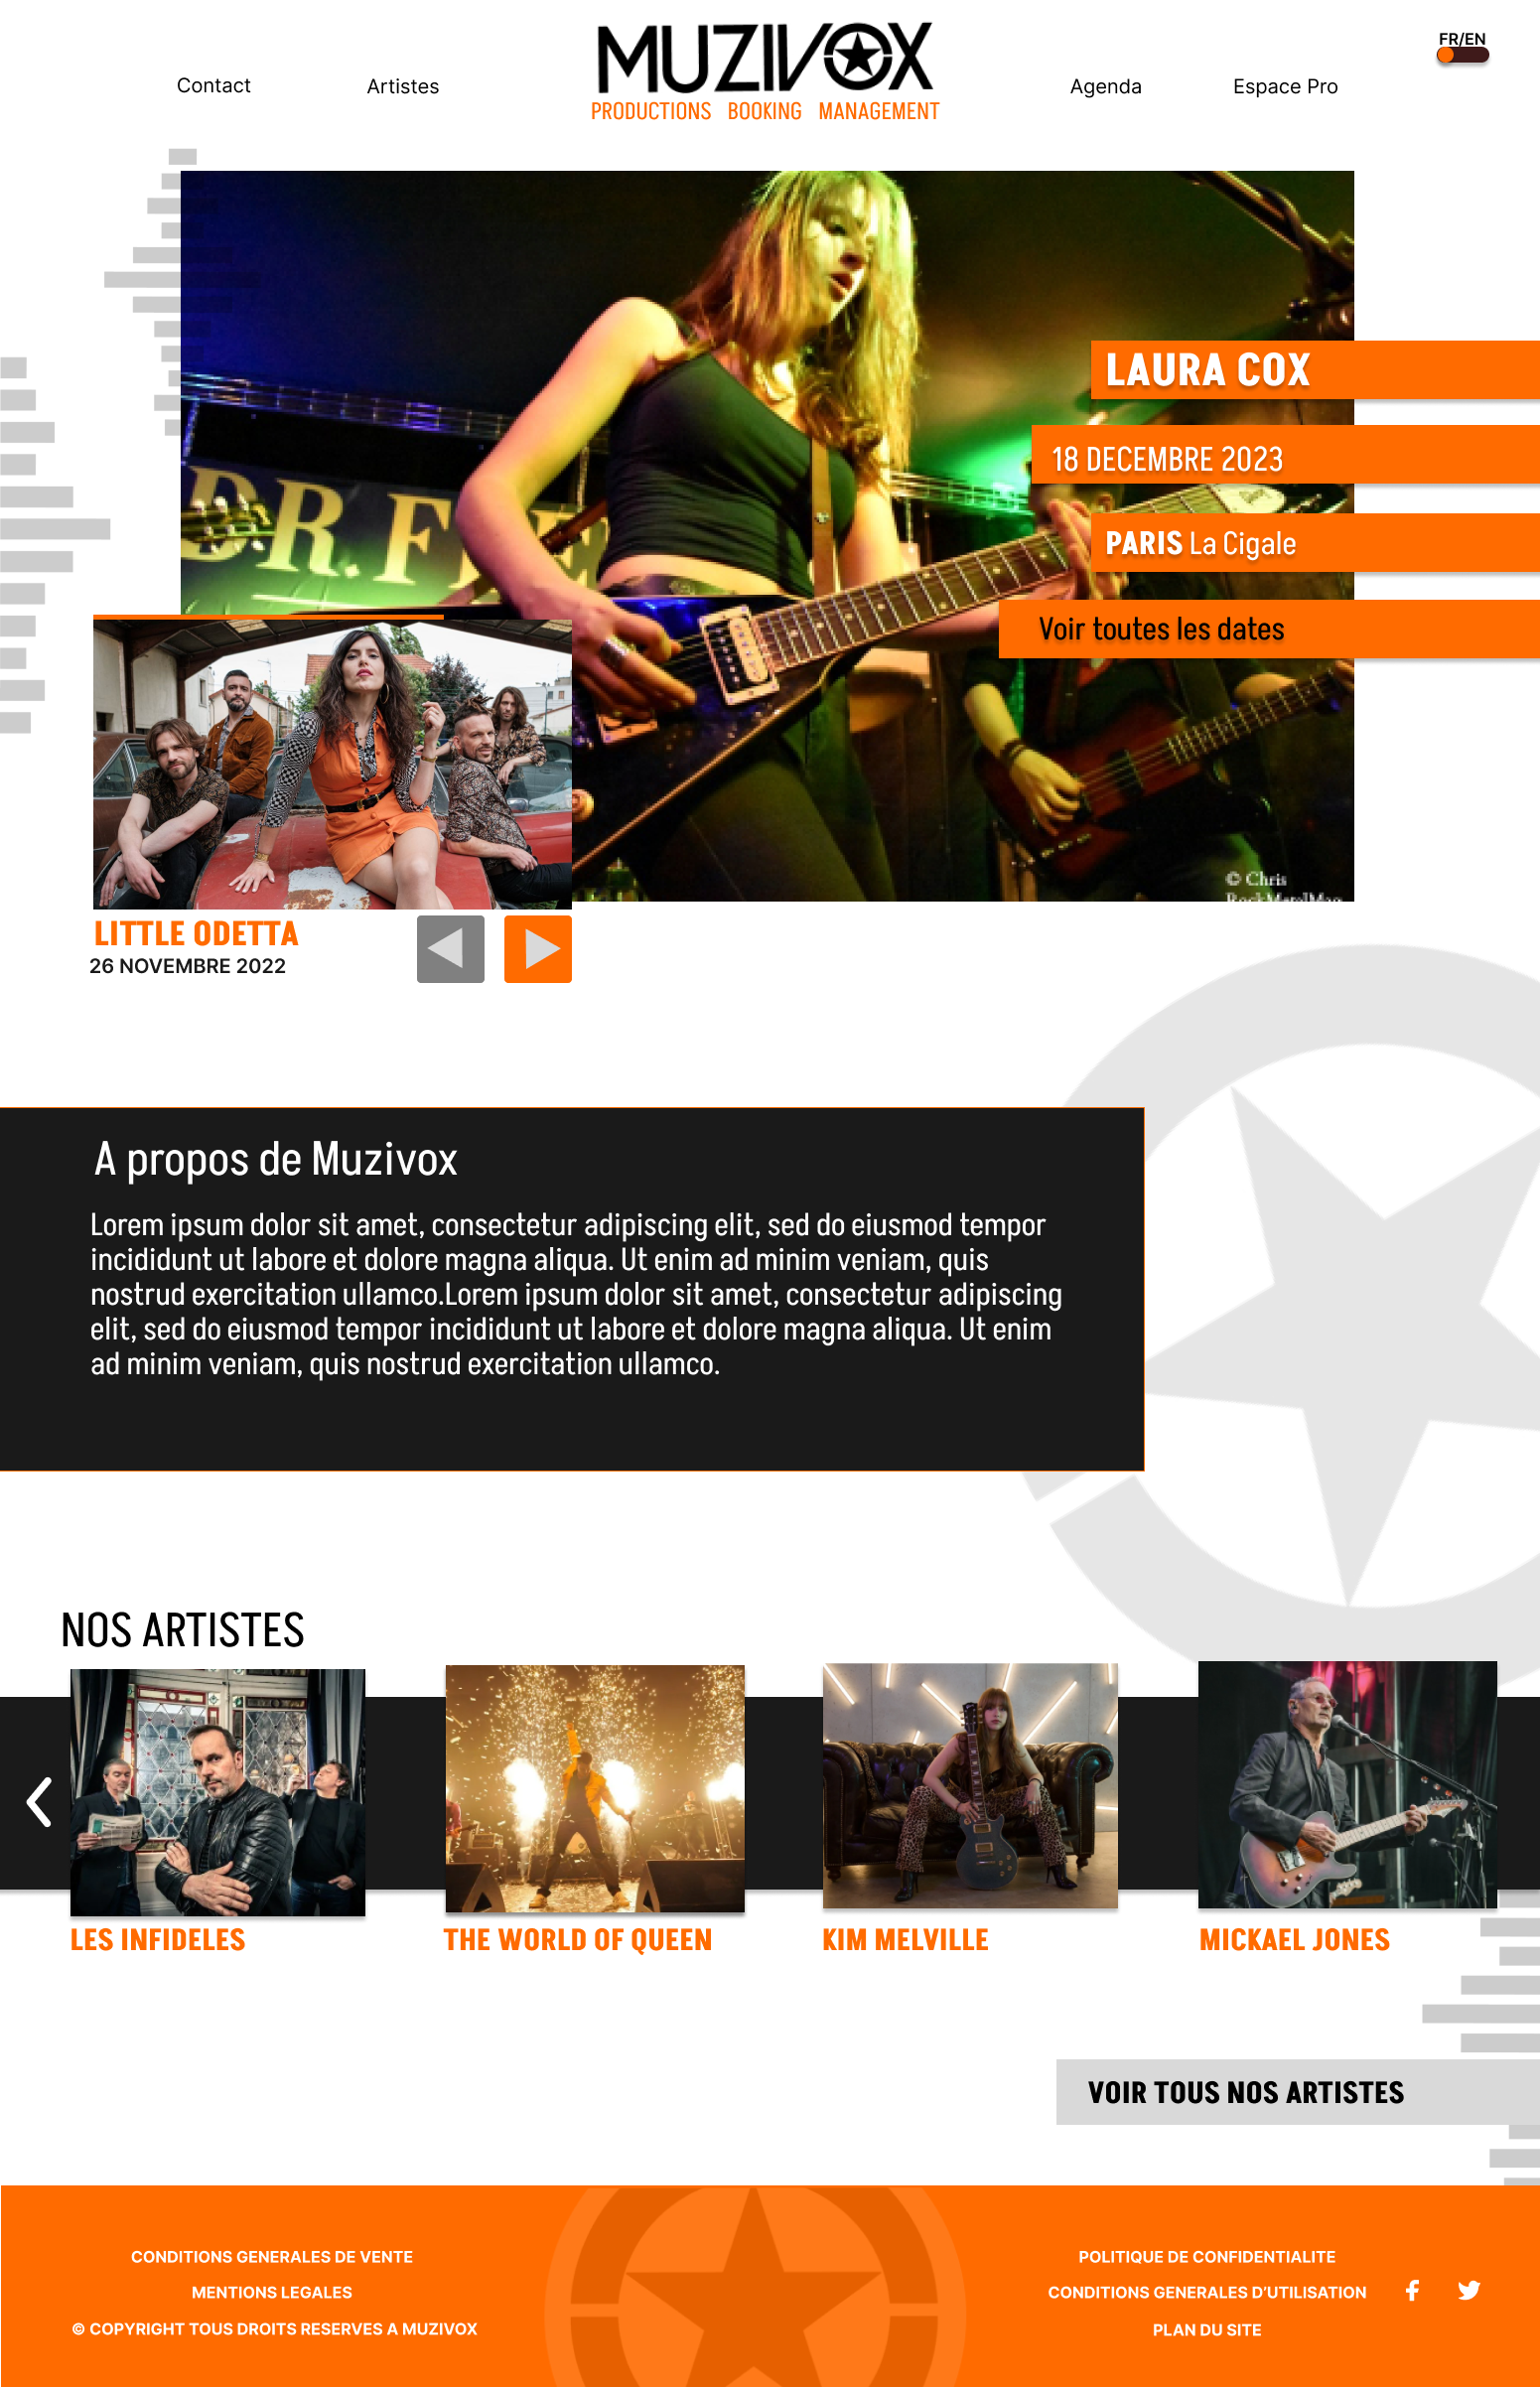 FR/EN
MUZIVOX
Contact
Artistes
Agenda
Espace Pro
PRODUCTIONS BOOKING MANAGEMENT
LAURA COX
18 DECEMBRE 2023
DR.F
PARIS La Cigale
Voir toutes les dates
© Chris
LITTLE ODETTA
26 NOVEMBRE 2022
A propos de Muzivox
Lorem ipsum dolor sit amet, consectetur adipiscing elit, sed do eiusmod tempor
incididunt ut labore et dolore magna aliqua. Ut enim ad minim veniam, quis
nostrud exercitation ullamco.Lorem ipsum dolor sit amet, consectetur adipiscing
elit, sed do eiusmod tempor incididunt ut labore et dolore magna aliqua. Ut enim
ad minim veniam, quis nostrud exercitation ullamco.
NOS ARTISTES
LES INFIDELES
THE WORLD OF QUEEN
KIM MELVILLE
MICKAEL JONES
VOIR TOUS NOS ARTISTES
CONDITIONS GENERALES DE VENTE
MENTIONS LEGALES
© COPYRIGHT TOUS DROITS RESERVES A MUZIVOX
POLITIQUE DE CONFIDENTIALITE
CONDITIONS GENERALES D’UTILISATION
PLAN DU SITE